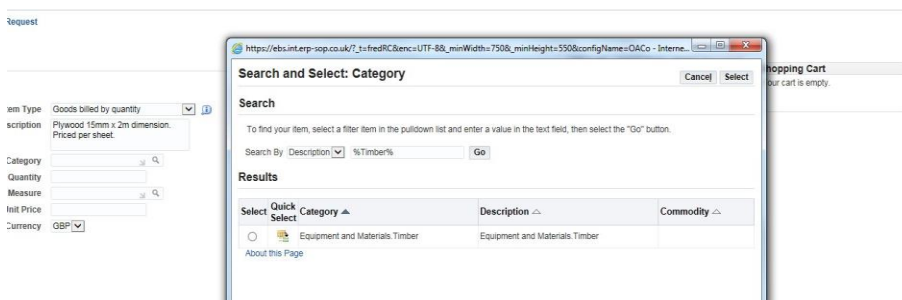 Request
https://ebs.int.erp-sop.co.uk/?_t=fredRC&enc=UTF-8&_minWidth=750&_minHeight=550&configName=OACo - Interne...
Search and Select: Category
Cancel Select
hopping Cart
our cart is empty.
Search
em Type Goods billed by quantity
scription Plywood 15mm x 2m dimension.
Priced per sheet.
To find your item, select a filter item in the pulldown list and enter a value in the text field, then select the "Go" button.
Search By Description %Timber% Go
Category
Quantity
Results
Measure
Unit Price
Currency GBP
Select Quick Select Category Description Commodity
Equipment and Materials.Timber Equipment and Materials.Timber
About this Page